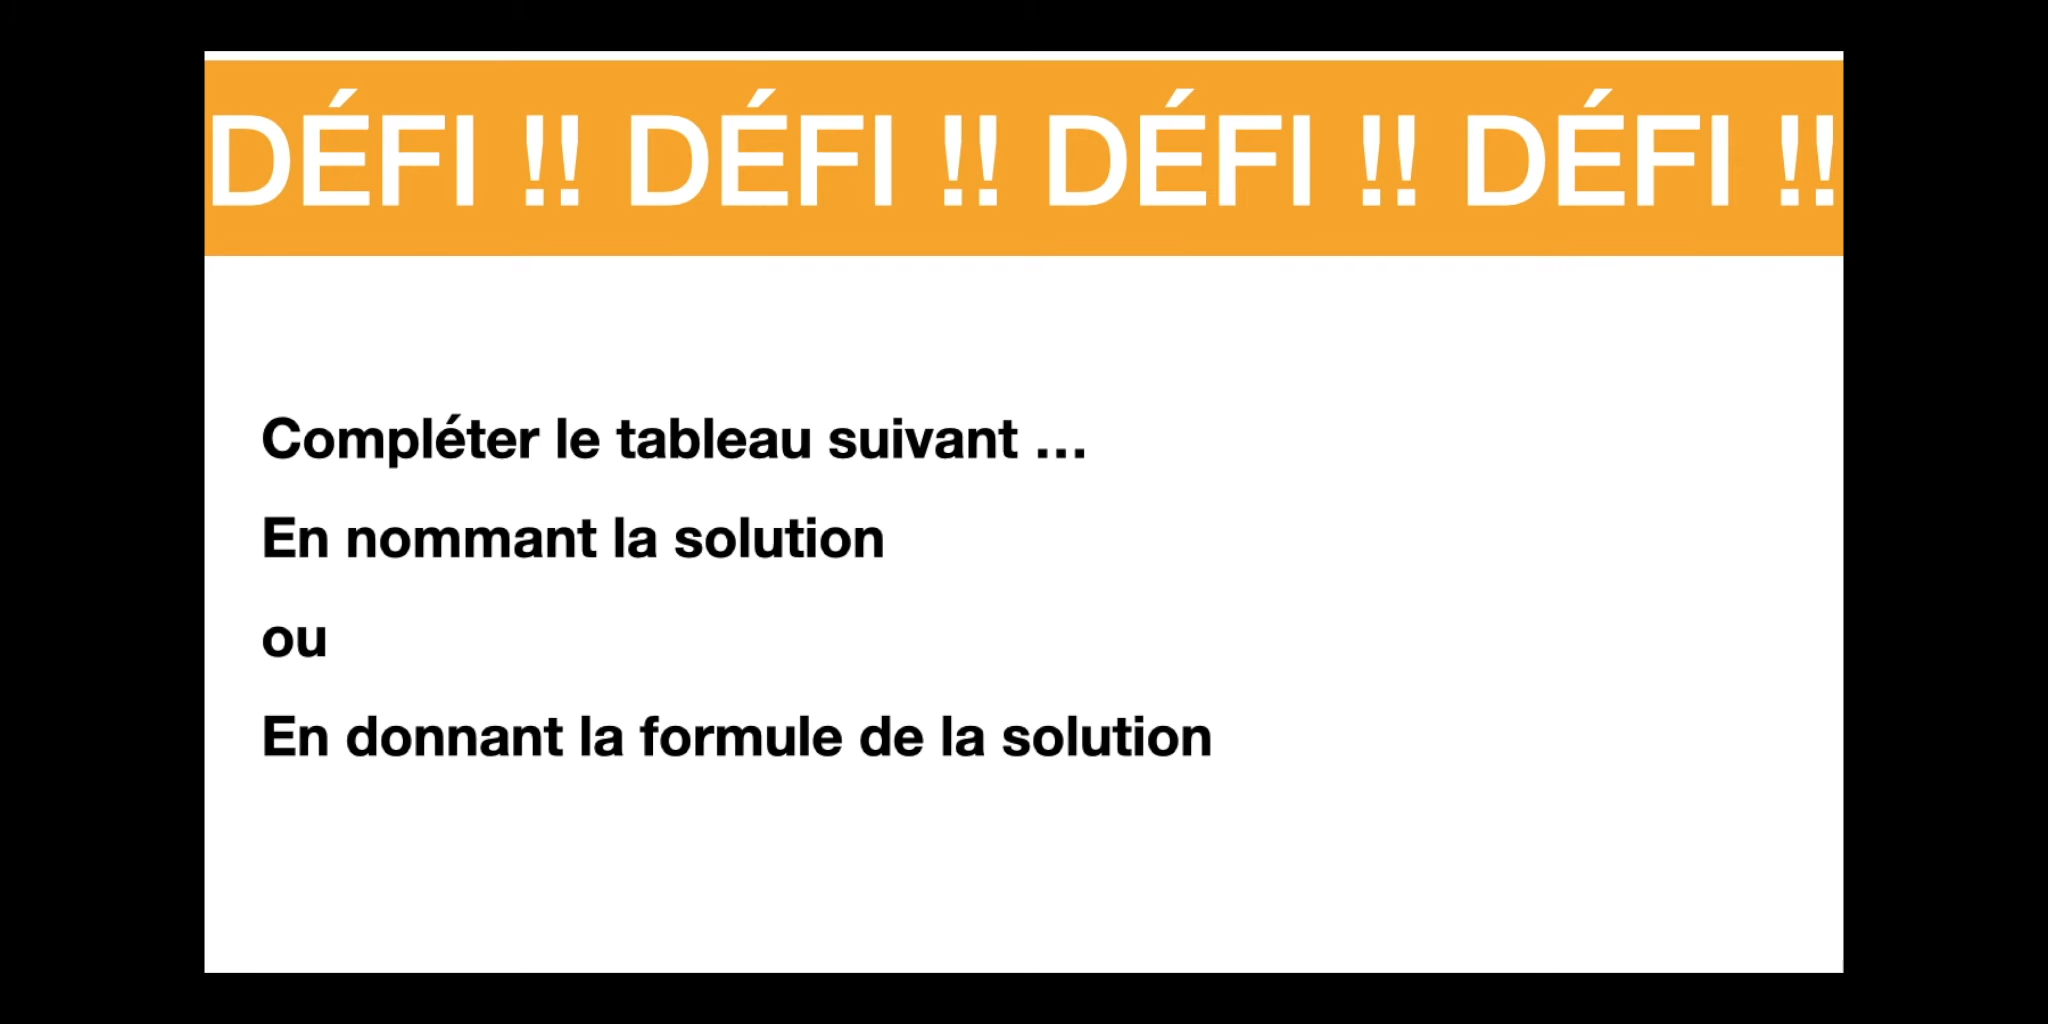 DÉFI !! DÉFI !! DÉFI !! DÉFI !!
Compléter le tableau suivant ...
En nommant la solution
ou
En donnant la formule de la solution